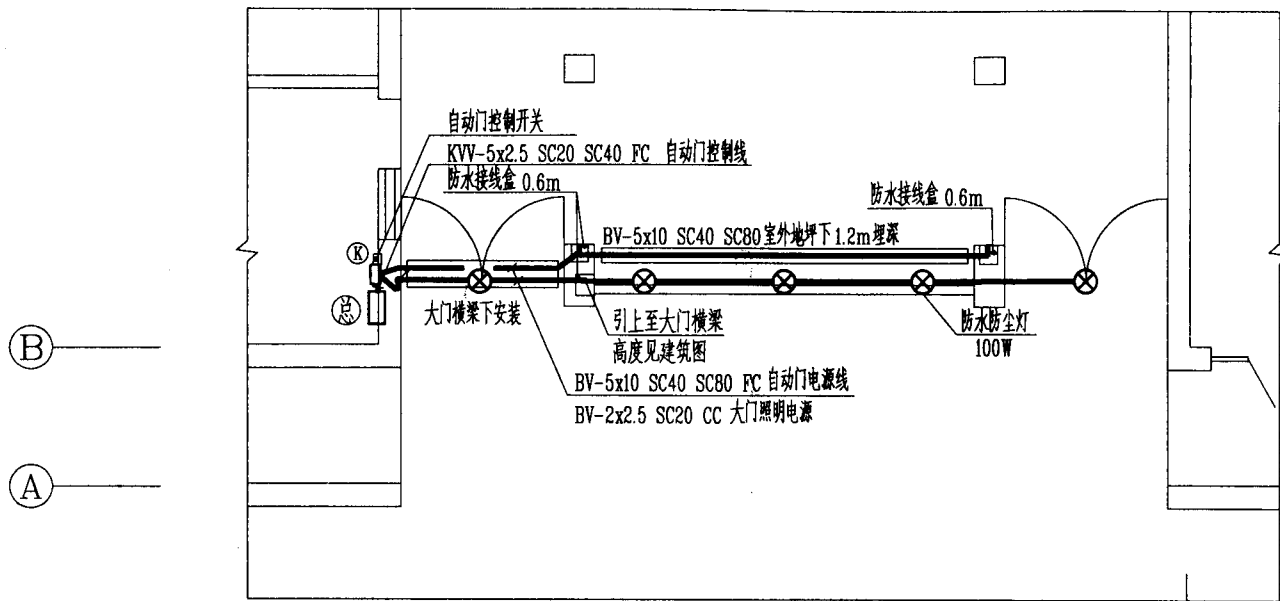 自动门控制开关
KVV-5x2.5 SC20 SC40 FC 自动门控制线
防水接线盒 0.6m
防水接线盒 0.6m
BV-5x10 SC40 SC80室外地坪下1.2m埋深
K
总
大门横梁下安装
引上至大门横梁
高度见建筑图
防水防尘灯
100W
B
BV-5x10 SC40 SC80 FC 自动门电源线
BV-2x2.5 SC20 CC 大门照明电源
A